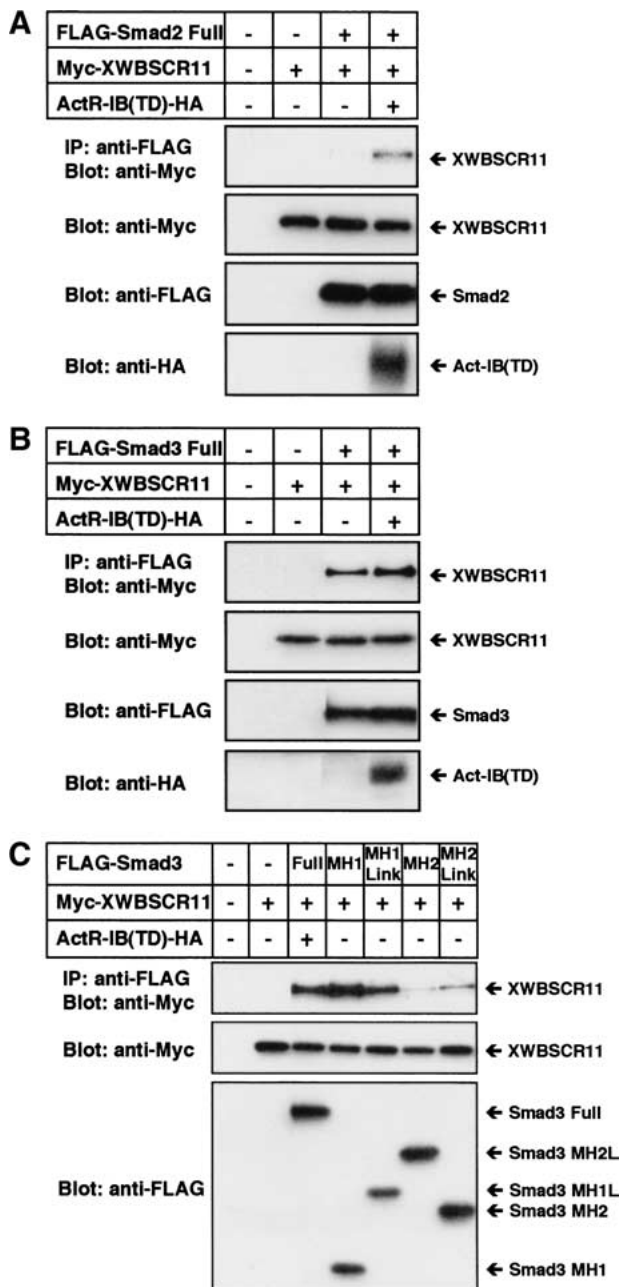 A
FLAG-Smad2 Full - - + +
Myc-XWBSCR11 - + + +
ActR-IB(TD)-HA - - - +
IP: anti-FLAG
Blot: anti-Myc
← XWBSCR11
Blot: anti-Myc
← XWBSCR11
Blot: anti-FLAG
← Smad2
Blot: anti-HA
← Act-IB(TD)
B
FLAG-Smad3 Full - - + +
Myc-XWBSCR11 - + + +
ActR-IB(TD)-HA - - - +
IP: anti-FLAG
Blot: anti-Myc
← XWBSCR11
Blot: anti-Myc
← XWBSCR11
Blot: anti-FLAG
← Smad3
Blot: anti-HA
← Act-IB(TD)
C
FLAG-Smad3 - - Full MH1 MH1 Link MH2 MH2 Link
Myc-XWBSCR11 - + + + + + +
ActR-IB(TD)-HA - - + - - - -
IP: anti-FLAG
Blot: anti-Myc
← XWBSCR11
Blot: anti-Myc
← XWBSCR11
Blot: anti-FLAG
← Smad3 Full
← Smad3 MH2L
← Smad3 MH1L
← Smad3 MH2
← Smad3 MH1